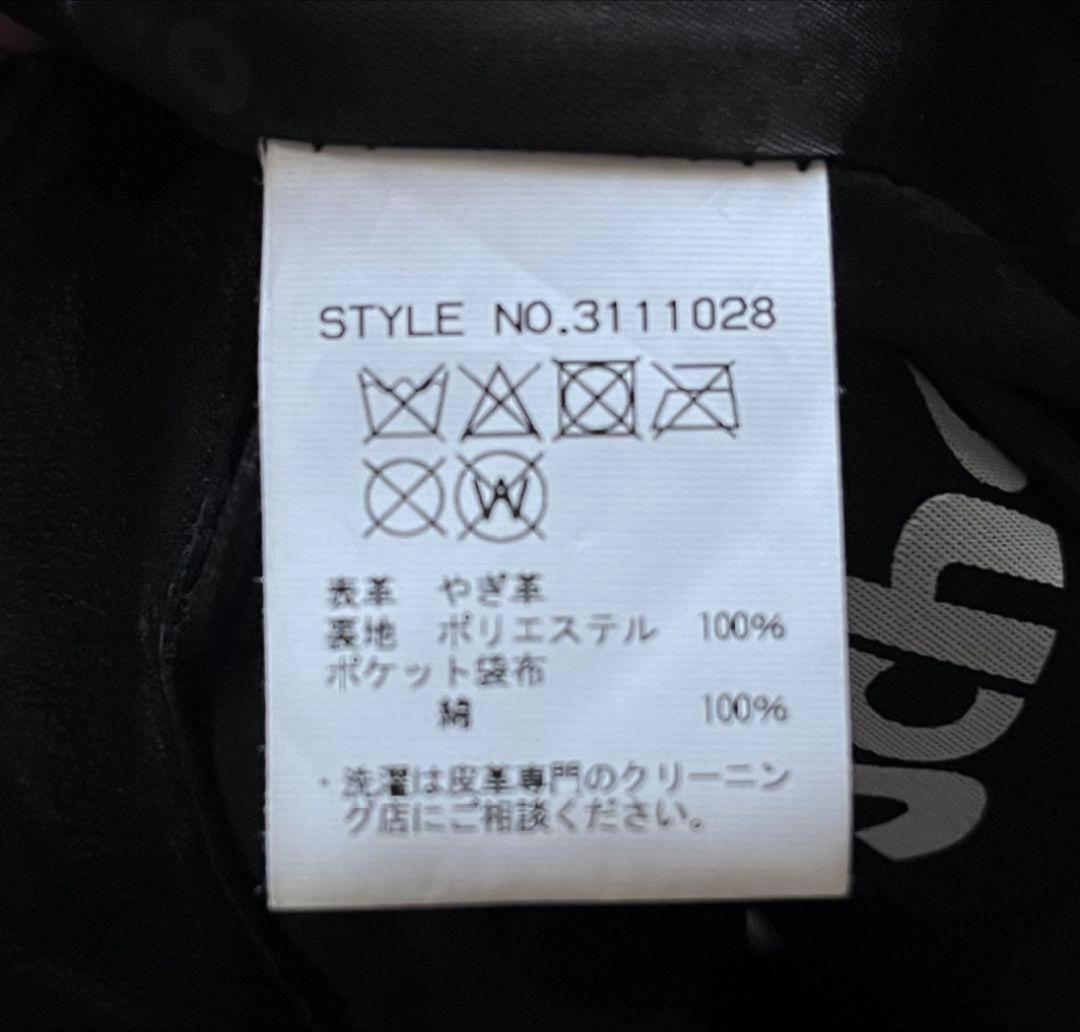 STYLE NO.3111028
W
表革 やぎ革
裏地 ポリエステル 100%
ポケット袋布
綿 100%
・洗濯は皮革専門のクリーニン
グ店にご相談ください。